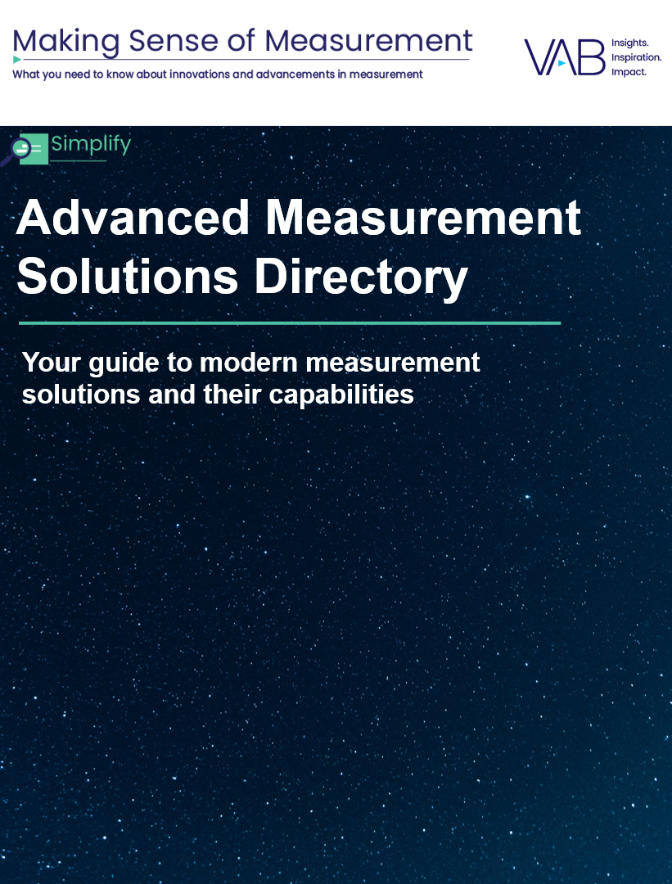 Making Sense of Measurement
What you need to know about innovations and advancements in measurement
VAB
Insights.
Inspiration.
Impact.
Simplify
Advanced Measurement
Solutions Directory
Your guide to modern measurement
solutions and their capabilities